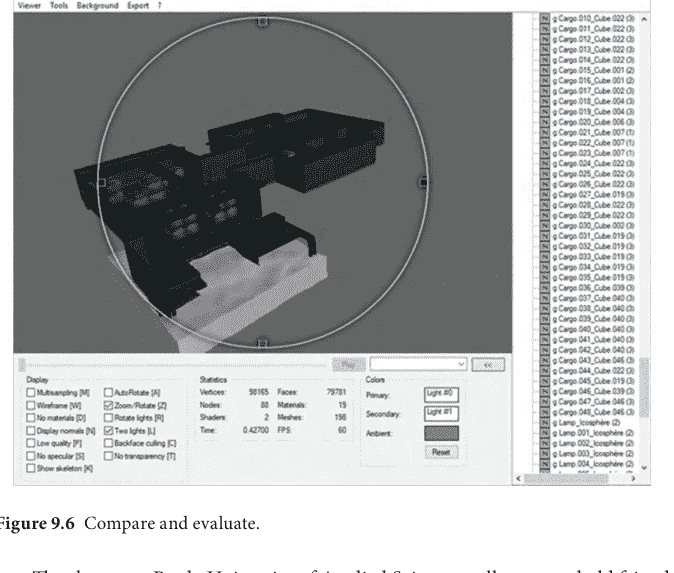 Viewer Tools Background Export ?
g Cargo.010_Cube.022 (3)
g Cargo.011_Cube.022 (3)
g Cargo.012_Cube.022 (3)
g Cargo.013_Cube.022 (3)
g Cargo.014_Cube.022 (3)
g Cargo.015_Cube.001 (2)
g Cargo.016_Cube.001 (2)
g Cargo.017_Cube.002 (3)
g Cargo.018_Cube.004 (3)
g Cargo.019_Cube.004 (3)
g Cargo.020_Cube.006 (3)
g Cargo.021_Cube.007 (1)
g Cargo.022_Cube.007 (1)
g Cargo.023_Cube.007 (1)
g Cargo.024_Cube.022 (3)
g Cargo.025_Cube.022 (3)
g Cargo.026_Cube.022 (3)
g Cargo.027_Cube.019 (3)
g Cargo.028_Cube.022 (3)
g Cargo.029_Cube.022 (3)
g Cargo.030_Cube.002 (3)
g Cargo.031_Cube.019 (3)
g Cargo.032_Cube.019 (3)
g Cargo.033_Cube.019 (3)
g Cargo.034_Cube.019 (3)
g Cargo.035_Cube.019 (3)
g Cargo.036_Cube.039 (3)
g Cargo.037_Cube.040 (3)
g Cargo.038_Cube.040 (3)
g Cargo.039_Cube.040 (3)
g Cargo.040_Cube.040 (3)
g Cargo.041_Cube.040 (3)
g Cargo.042_Cube.040 (3)
g Cargo.043_Cube.046 (3)
g Cargo.044_Cube.022 (3)
g Cargo.045_Cube.019 (3)
g Cargo.046_Cube.039 (3)
g Cargo.047_Cube.046 (3)
g Cargo.048_Cube.046 (3)
g Lamp_Icosphère (2)
g Lamp.001_Icosphère (2)
g Lamp.002_Icosphère (2)
g Lamp.003_Icosphère (2)
g Lamp.004_Icosphère (2)
Play <<
Display
Multisampling [M] AutoRotate [A]
Wireframe [W] Zoom/Rotate [Z]
No materials [D] Rotate lights [R]
Display normals [N] Two lights [L]
Low quality [P] Backface culling [C]
No specular [S] No transparency [T]
Show skeleton [K]
Statistics
Vertices: 98165 Faces: 79781
Nodes: 88 Materials: 19
Shaders: 2 Meshes: 198
Time: 0.42700 FPS: 60
Colors
Primary: Light #0
Secondary: Light #1
Ambient:
Reset
Figure 9.6 Compare and evaluate.